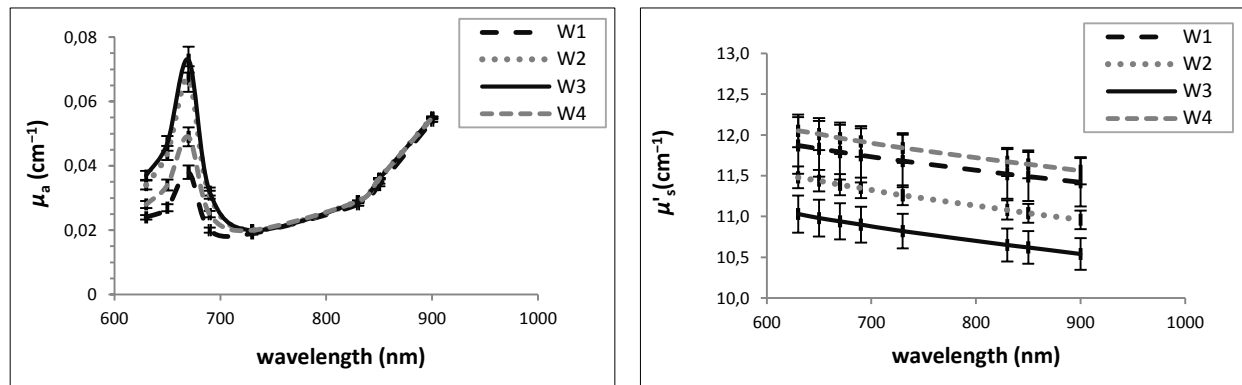 0,08
0,06
0,04
0,02
0
600
700
800
900
1000
μa (cm−1)
wavelength (nm)
W1
W2
W3
W4
13,0
12,5
12,0
11,5
11,0
10,5
10,0
600
700
800
900
1000
μ's(cm−1)
wavelength (nm)
W1
W2
W3
W4